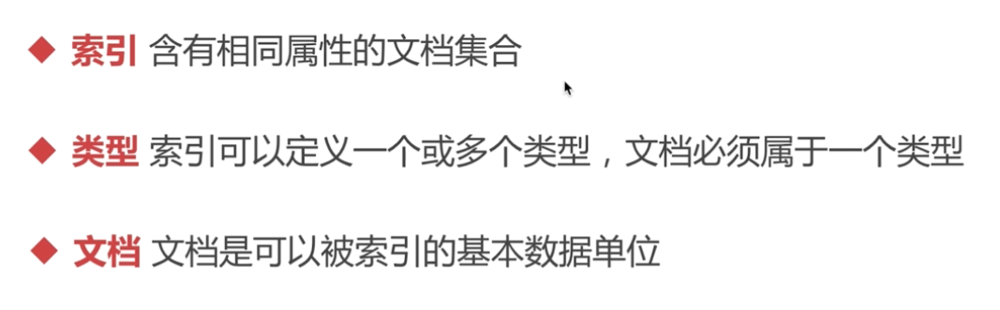 索引 含有相同属性的文档集合
类型 索引可以定义一个或多个类型，文档必须属于一个类型
文档 文档是可以被索引的基本数据单位